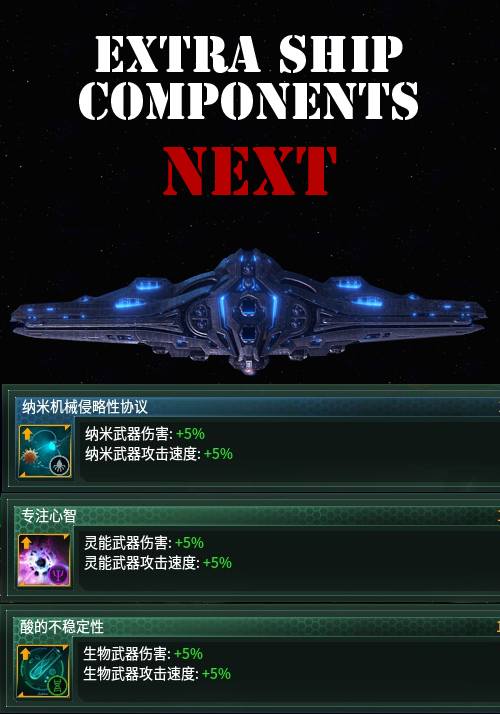 EXTRA SHIP
COMPONENTS
NEXT
纳米机械侵略性协议
纳米武器伤害: +5%
纳米武器攻击速度: +5%
专注心智
灵能武器伤害: +5%
灵能武器攻击速度: +5%
酸的不稳定性
生物武器伤害: +5%
生物武器攻击速度: +5%